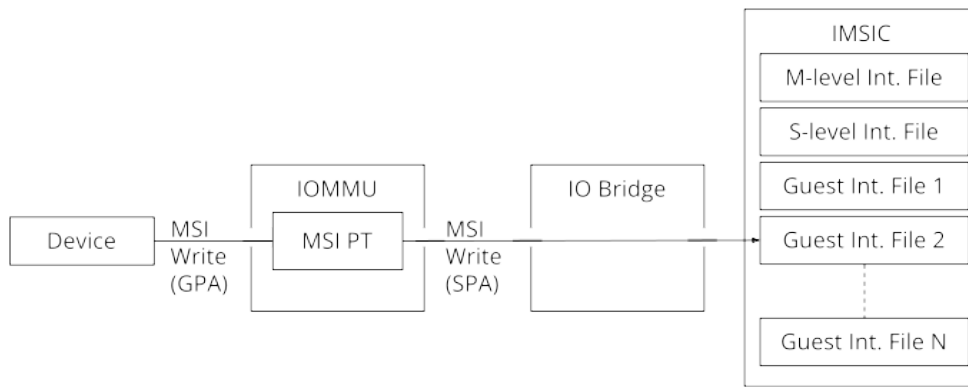 IMSIC
M-level Int. File
S-level Int. File
Guest Int. File 1
IOMMU
IO Bridge
Device
MSI
Write
(GPA)
MSI PT
MSI
Write
(SPA)
Guest Int. File 2
Guest Int. File N